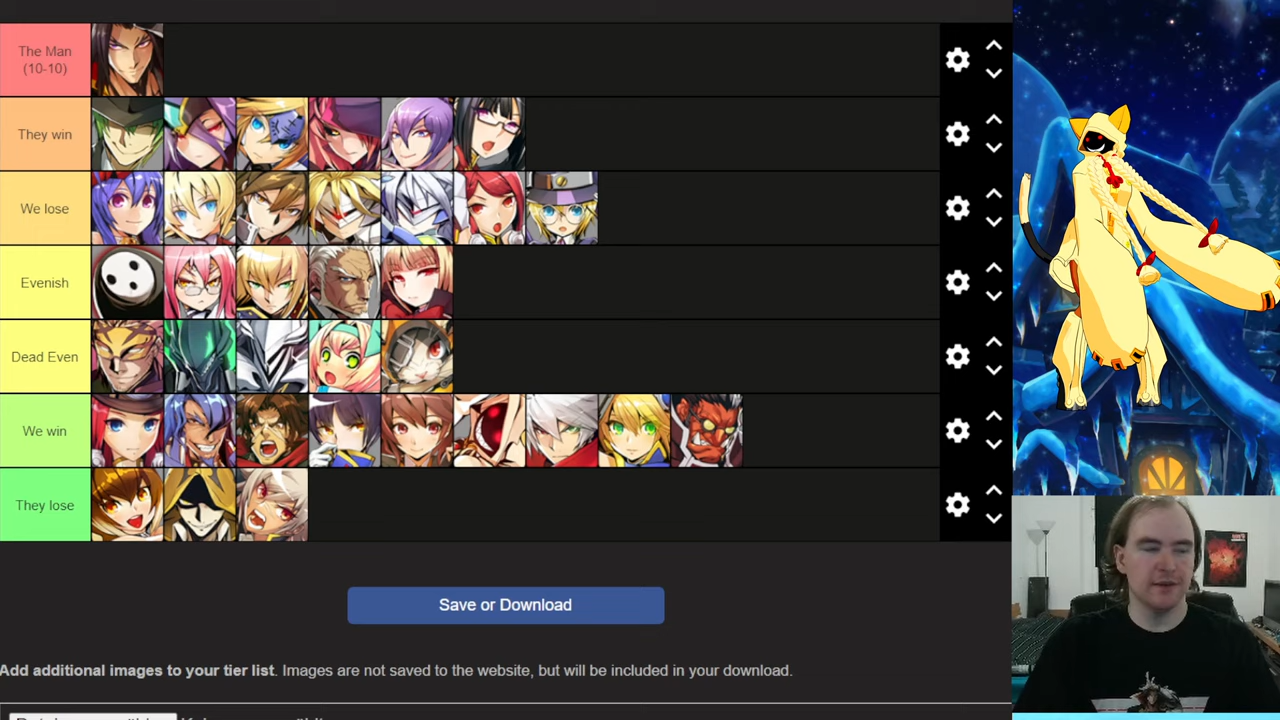 The Man
(10-10)
They win
We lose
Evenish
Dead Even
We win
They lose
Save or Download
Add additional images to your tier list. Images are not saved to the website, but will be included in your download.